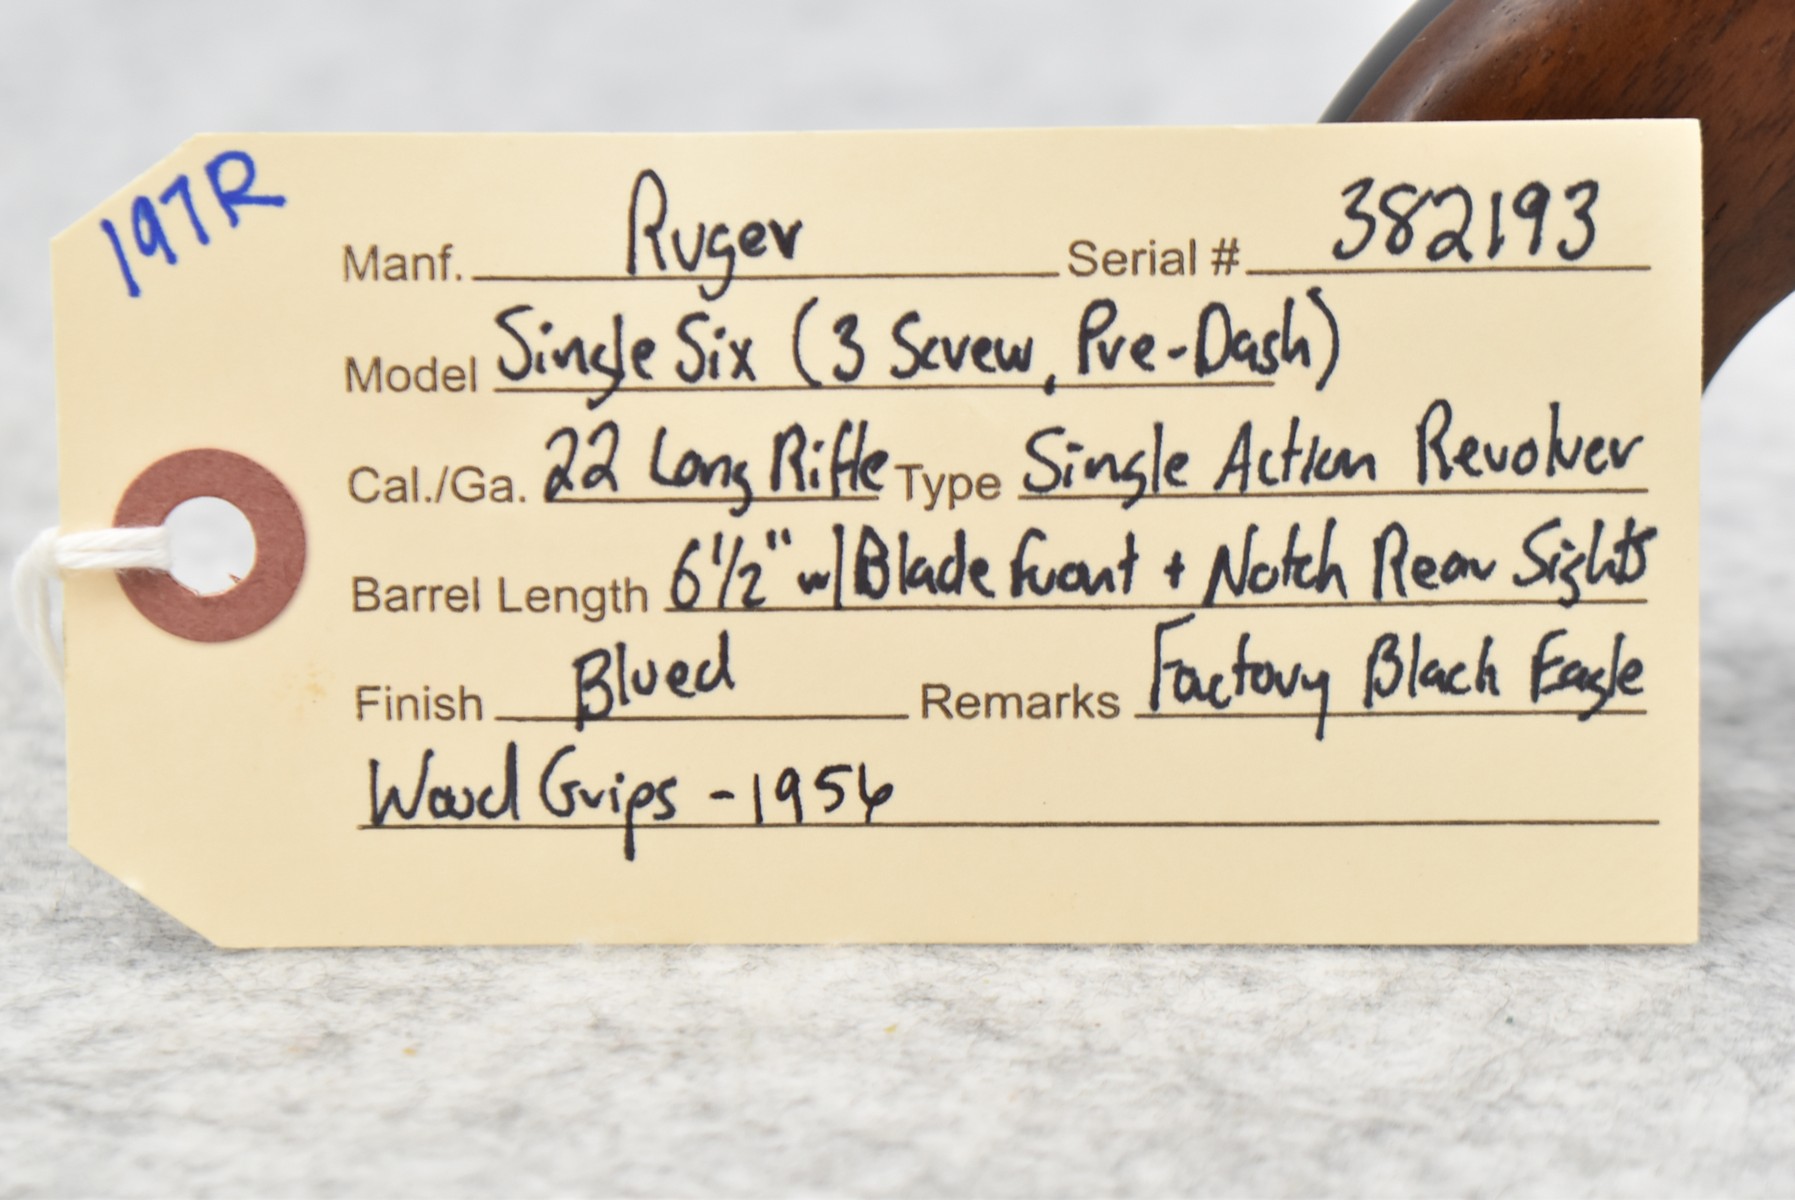 197R
Manf. Ruger Serial # 382193
Model Single Six (3 Screw, Pre-Dash)
Cal./Ga. 22 Long Rifle Type Single Action Revolver
Barrel Length 6 1/2" w/ Blade front + Notch Rear Sights
Finish Blued Remarks Factory Black Eagle
Wood Grips - 1956